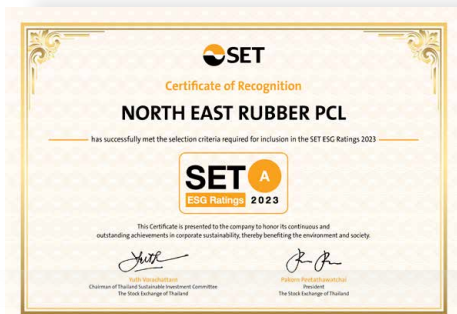 SET
Certificate of Recognition
NORTH EAST RUBBER PCL
has successfully met the selection criteria required for inclusion in the SET ESG Ratings 2023
SET A
ESG Ratings 2023
This Certificate is presented to the company to honor its continuous and
outstanding achievements in corporate sustainability, thereby benefiting the environment and society.
Pakorn Peetathawatchai
Chairman of Thailand Sustainable Investment Committee
President
The Stock Exchange of Thailand
The Stock Exchange of Thailand